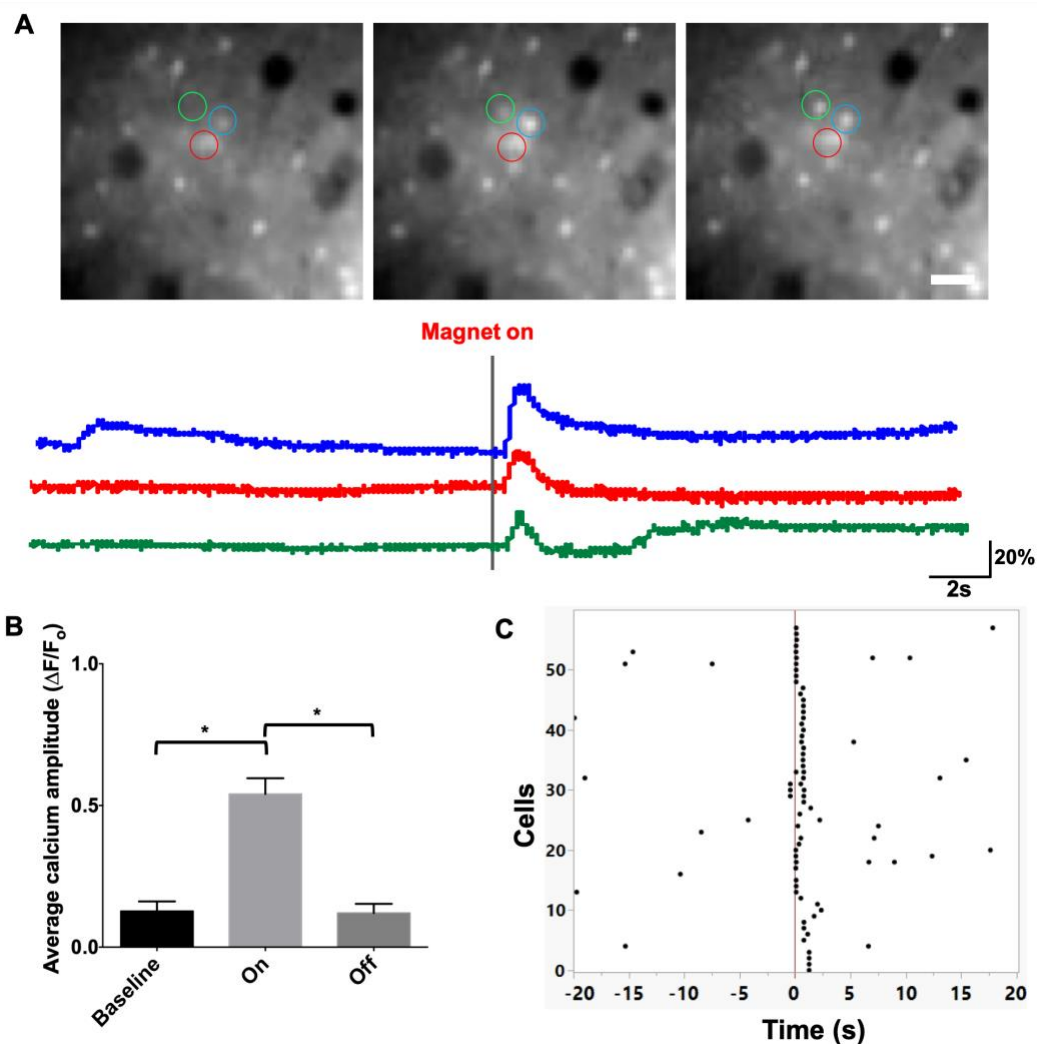 A
Magnet on
20%
2s
B
Average calcium amplitude (ΔF/Fo)
1.0
0.5
0.0
*
*
Baseline
On
Off
C
Cells
50
40
30
20
10
0
-20 -15 -10 -5 0 5 10 15 20
Time (s)